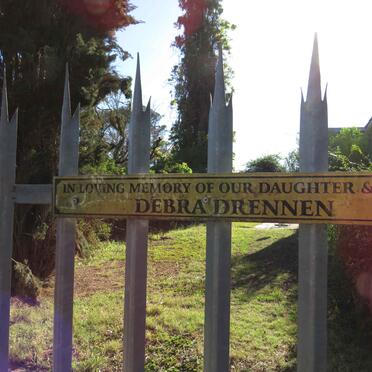 IN LOVING MEMORY OF OUR DAUGHTER &
DEBRA DRENNEN